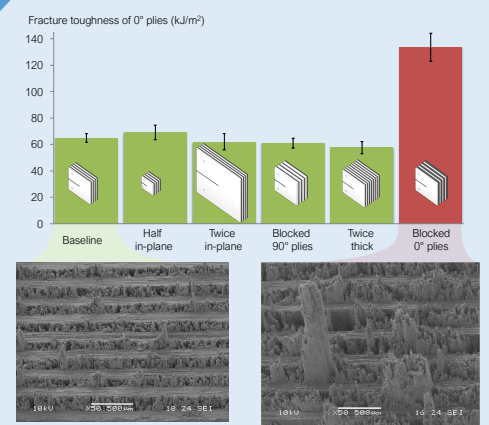 Fracture toughness of 0° plies (kJ/m²)
140
120
100
80
60
40
20
0
Baseline
Half
in-plane
Twice
in-plane
Blocked
90° plies
Twice
thick
Blocked
0° plies
10kV X50 500μm 18 24 SEI
10kV X50 500μm 16 24 SEI